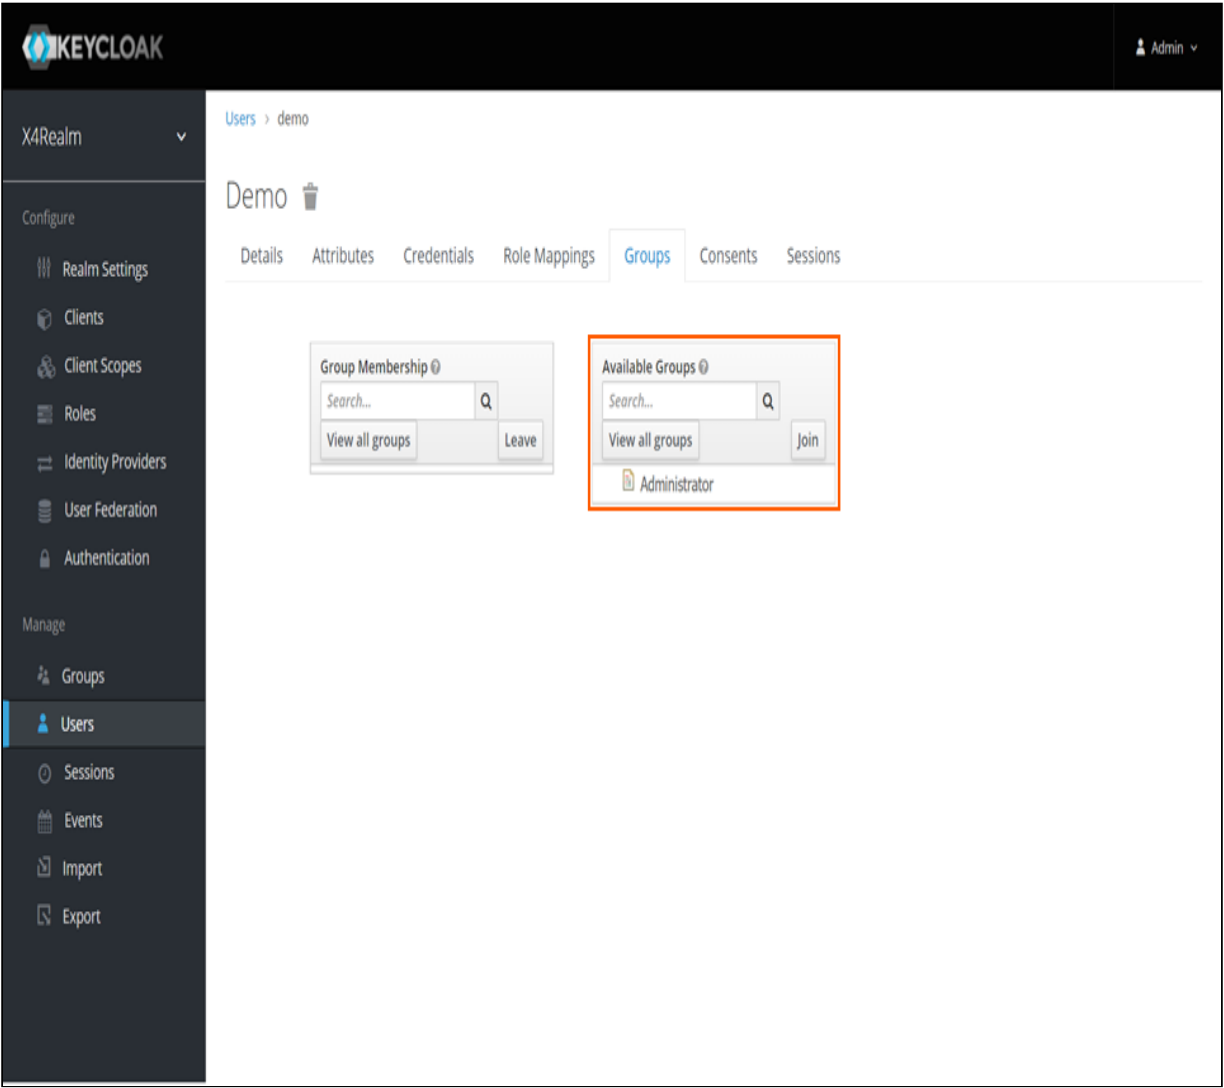 KEYCLOAK
Admin
X4Realm
Configure
Realm Settings
Clients
Client Scopes
Roles
Identity Providers
User Federation
Authentication
Manage
Groups
Users
Sessions
Events
Import
Export
Users > demo
Demo
Details Attributes Credentials Role Mappings Groups Consents Sessions
Group Membership
Search...
View all groups Leave
Available Groups
Search...
View all groups Join
Administrator